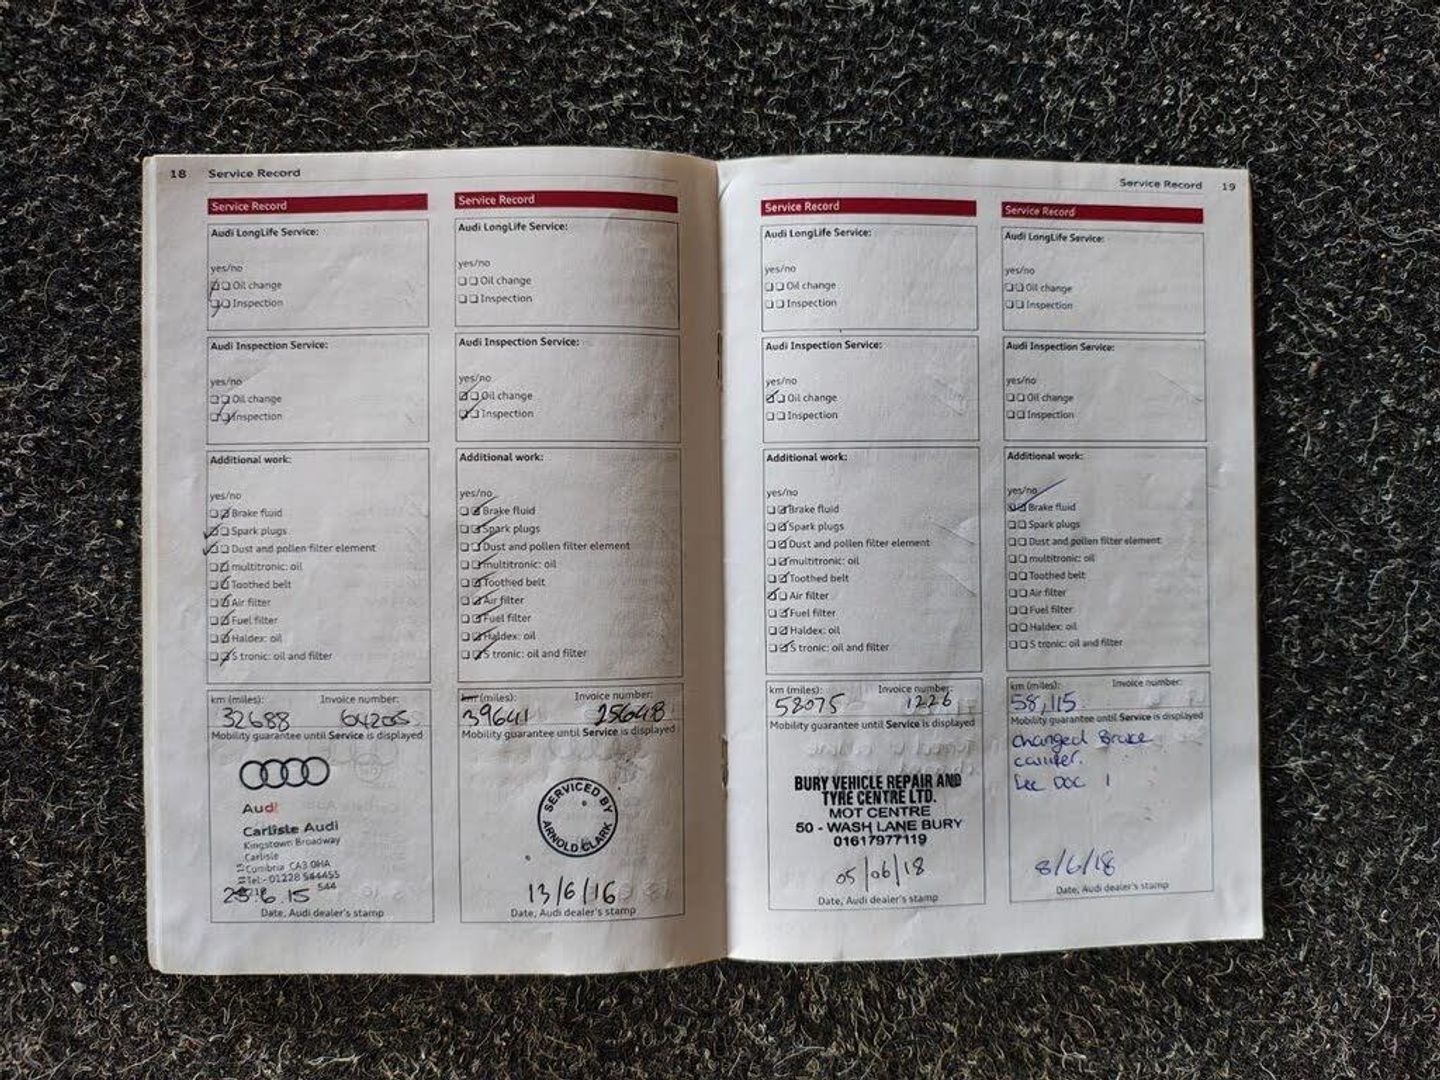 18 Service Record
Service Record
Audi LongLife Service:
yes/no
Oil change
Inspection
Audi Inspection Service:
yes/no
Oil change
Inspection
Additional work:
yes/no
Brake fluid
Spark plugs
Dust and pollen filter element
multitronic: oil
Toothed belt
Air filter
Fuel filter
Haldex: oil
S tronic: oil and filter
km (miles): Invoice number:
32688 64205
Mobility guarantee until Service is displayed
Audi
Carlisle Audi
Kingstown Broadway
Carlisle
Cumbria CA3 0HA
Tel:- 01228 544455
544
6 15
Date, Audi dealer's stamp
Service Record
Audi LongLife Service:
yes/no
Oil change
Inspection
Audi Inspection Service:
yes/no
Oil change
Inspection
Additional work:
yes/no
Brake fluid
Spark plugs
Dust and pollen filter element
multitronic: oil
Toothed belt
Air filter
Fuel filter
Haldex: oil
S tronic: oil and filter
km (miles): Invoice number:
39641 25648
Mobility guarantee until Service is displayed
SERVICED BY
ARNOLD CLARK
13/6/16
Date, Audi dealer's stamp
Service Record 19
Service Record
Audi LongLife Service:
yes/no
Oil change
Inspection
Audi Inspection Service:
yes/no
Oil change
Inspection
Additional work:
yes/no
Brake fluid
Spark plugs
Dust and pollen filter element
multitronic: oil
Toothed belt
Air filter
Fuel filter
Haldex: oil
S tronic: oil and filter
km (miles): Invoice number:
58075 1226
Mobility guarantee until Service is displayed
BURY VEHICLE REPAIR AND
TYRE CENTRE LTD.
MOT CENTRE
50 - WASH LANE BURY
01617977119
05/06/18
Date, Audi dealer's stamp
Service Record
Audi LongLife Service:
yes/no
Oil change
Inspection
Audi Inspection Service:
yes/no
Oil change
Inspection
Additional work:
yes/no
Brake fluid
Spark plugs
Dust and pollen filter element
multitronic: oil
Toothed belt
Air filter
Fuel filter
Haldex: oil
S tronic: oil and filter
km (miles): Invoice number:
58,115
Mobility guarantee until Service is displayed
changed
See DOC 1
8/6/18
Date, Audi dealer's stamp